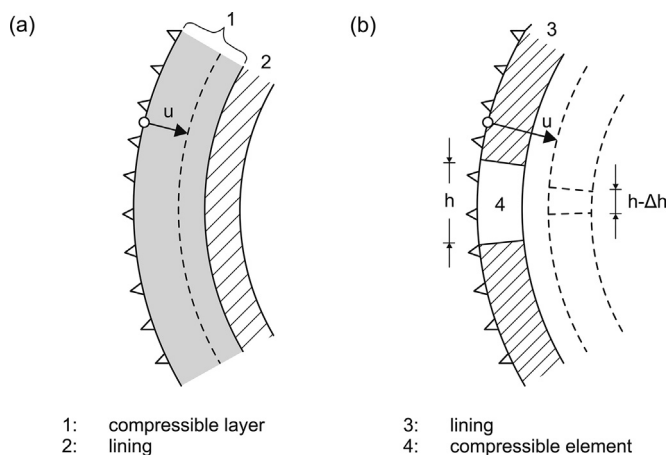 (a)
1
2
u
1: compressible layer
2: lining
(b)
3
u
h
4
h-Δh
3: lining
4: compressible element